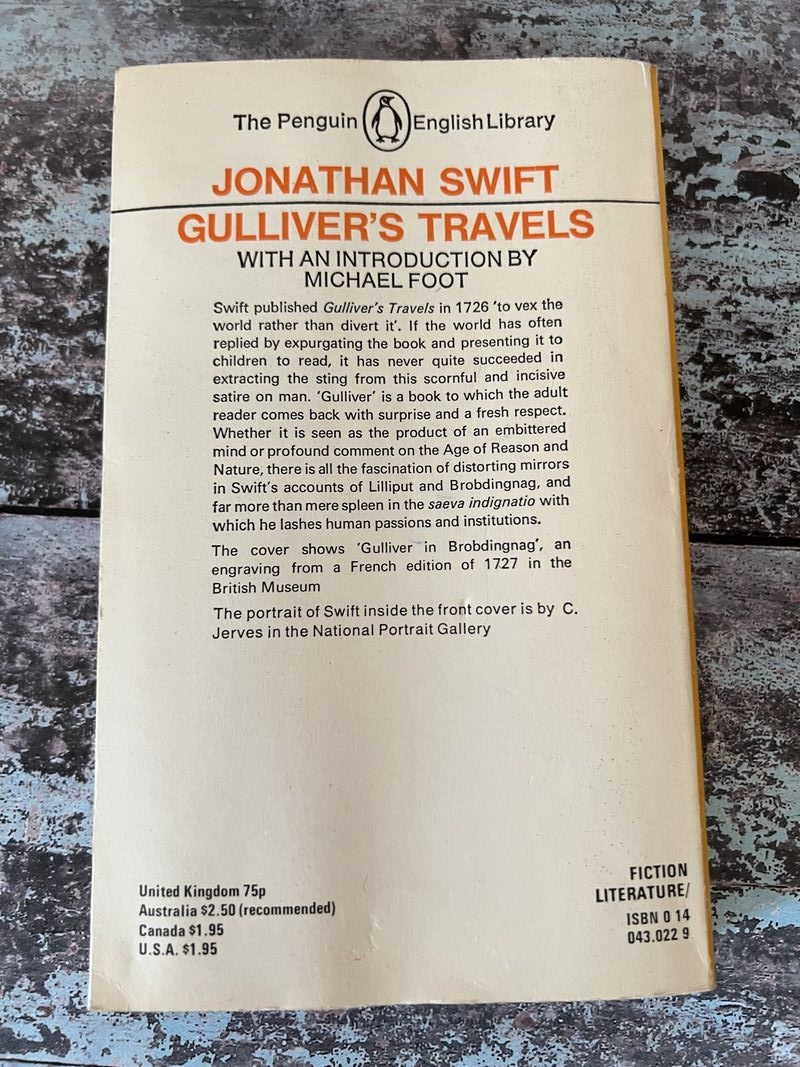 The Penguin English Library
JONATHAN SWIFT
GULLIVER'S TRAVELS
WITH AN INTRODUCTION BY
MICHAEL FOOT
Swift published Gulliver's Travels in 1726 'to vex the
world rather than divert it'. If the world has often
replied by expurgating the book and presenting it to
children to read, it has never quite succeeded in
extracting the sting from this scornful and incisive
satire on man. 'Gulliver' is a book to which the adult
reader comes back with surprise and a fresh respect.
Whether it is seen as the product of an embittered
mind or profound comment on the Age of Reason and
Nature, there is all the fascination of distorting mirrors
in Swift's accounts of Lilliput and Brobdingnag, and
far more than mere spleen in the saeva indignatio with
which he lashes human passions and institutions.
The cover shows 'Gulliver in Brobdingnag', an
engraving from a French edition of 1727 in the
British Museum
The portrait of Swift inside the front cover is by C.
Jerves in the National Portrait Gallery
United Kingdom 75p
Australia $2.50 (recommended)
Canada $1.95
U.S.A. $1.95
FICTION
LITERATURE/
ISBN 0 14
043.022 9